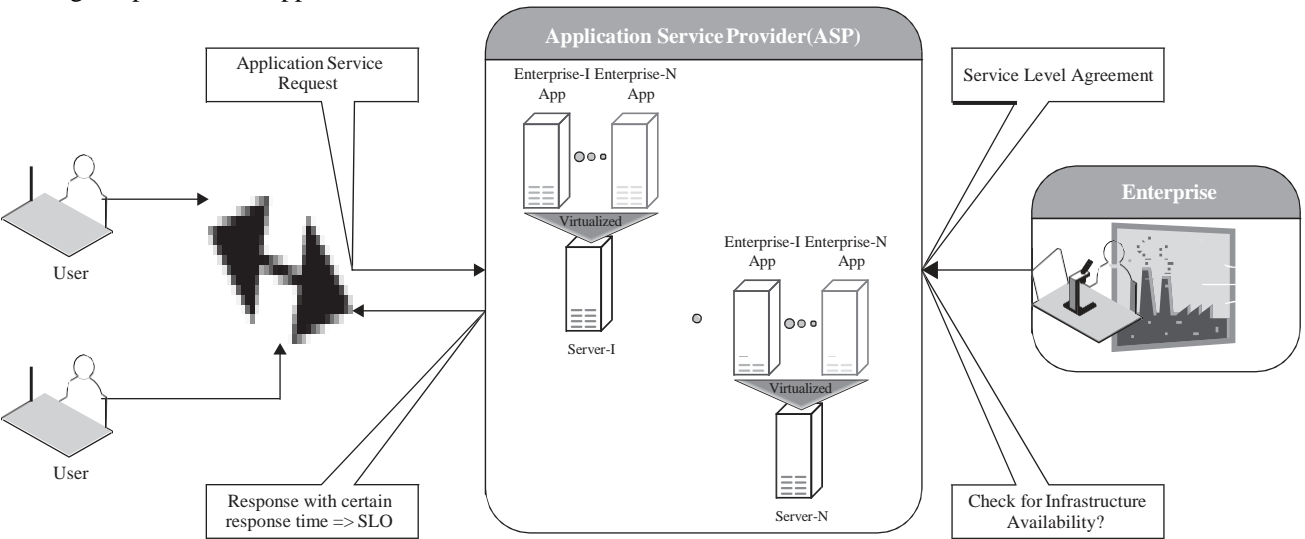 Application Service Provider(ASP)
Application Service
Request
Enterprise-I Enterprise-N
App App
Service Level Agreement
Enterprise
Virtualized
User
Enterprise-I Enterprise-N
App App
Server-I
Virtualized
User
Response with certain
response time => SLO
Server-N
Check for Infrastructure
Availability?